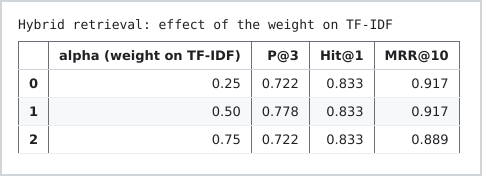 Hybrid retrieval: effect of the weight on TF-IDF
alpha (weight on TF-IDF) P@3 Hit@1 MRR@10
0 0.25 0.722 0.833 0.917
1 0.50 0.778 0.833 0.917
2 0.75 0.722 0.833 0.889